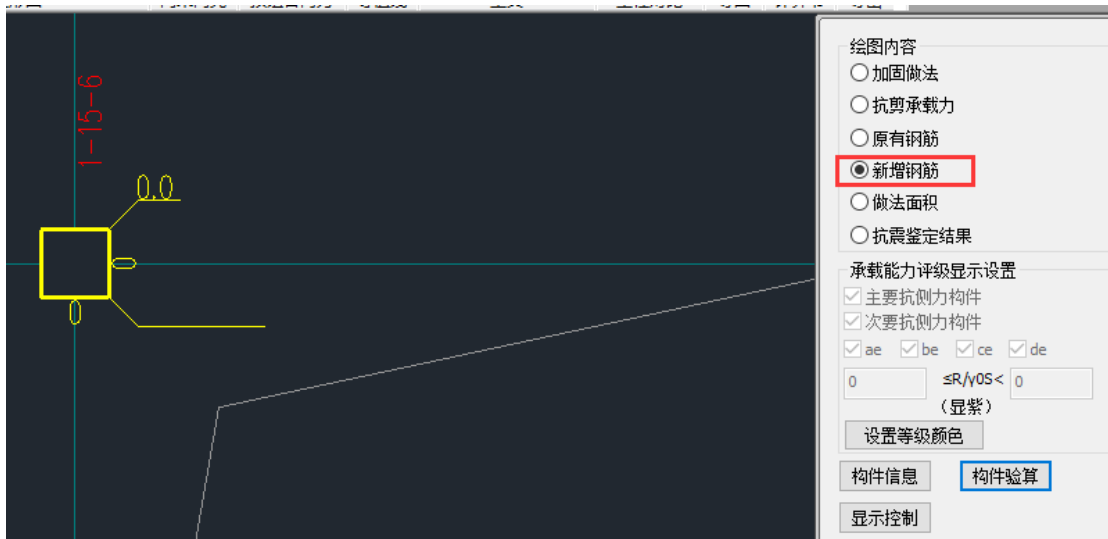 1-15-6
0.0
0
0
绘图内容
加固做法
抗剪承载力
原有钢筋
新增钢筋
做法面积
抗震鉴定结果
承载能力评级显示设置
主要抗侧力构件
次要抗侧力构件
ae be ce de
0 ≤R/γ0S< 0
（显紫）
设置等级颜色
构件信息 构件验算
显示控制